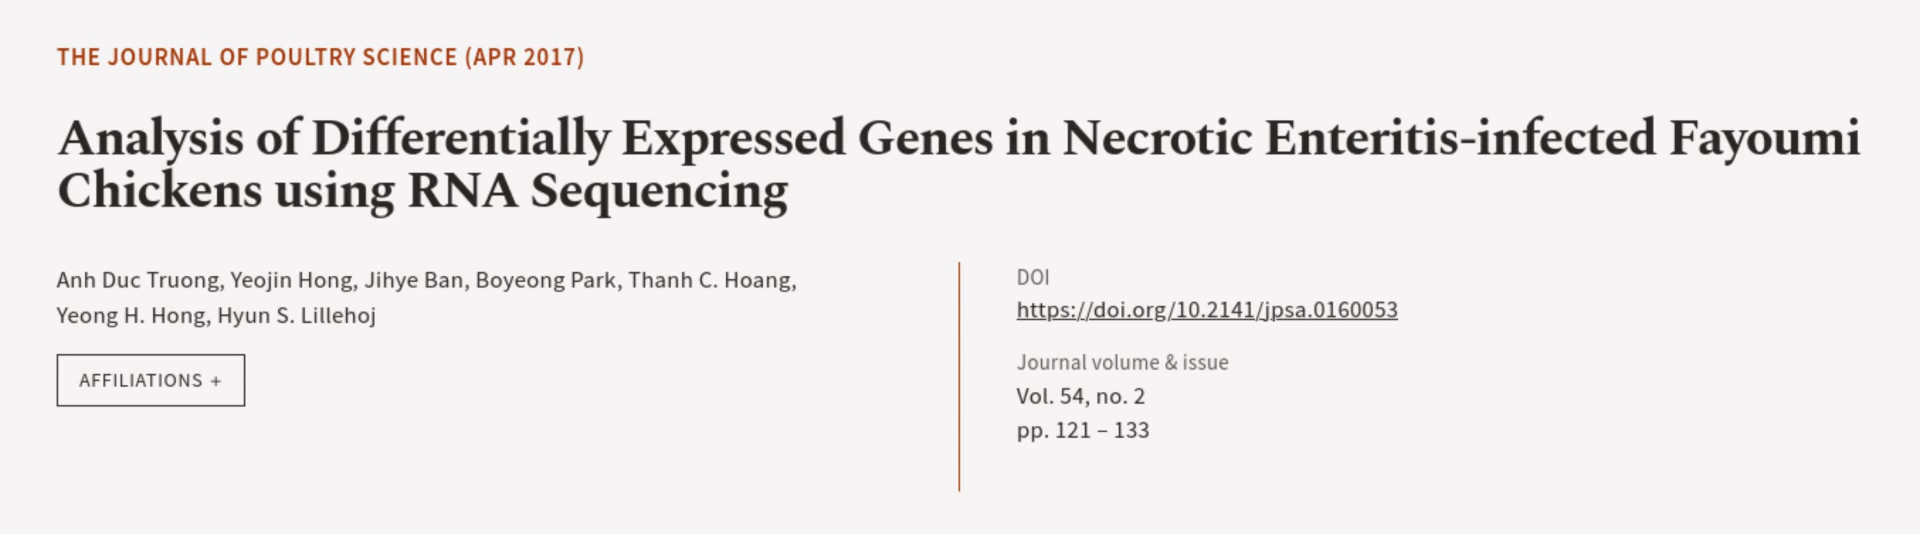 THE JOURNAL OF POULTRY SCIENCE (APR 2017)
Analysis of Differentially Expressed Genes in Necrotic Enteritis-infected Fayoumi
Chickens using RNA Sequencing
Anh Duc Truong, Yeojin Hong, Jihye Ban, Boyeong Park, Thanh C. Hoang,
Yeong H. Hong, Hyun S. Lillehoj
AFFILIATIONS +
DOI
https://doi.org/10.2141/jpsa.0160053
Journal volume & issue
Vol. 54, no. 2
pp. 121 – 133